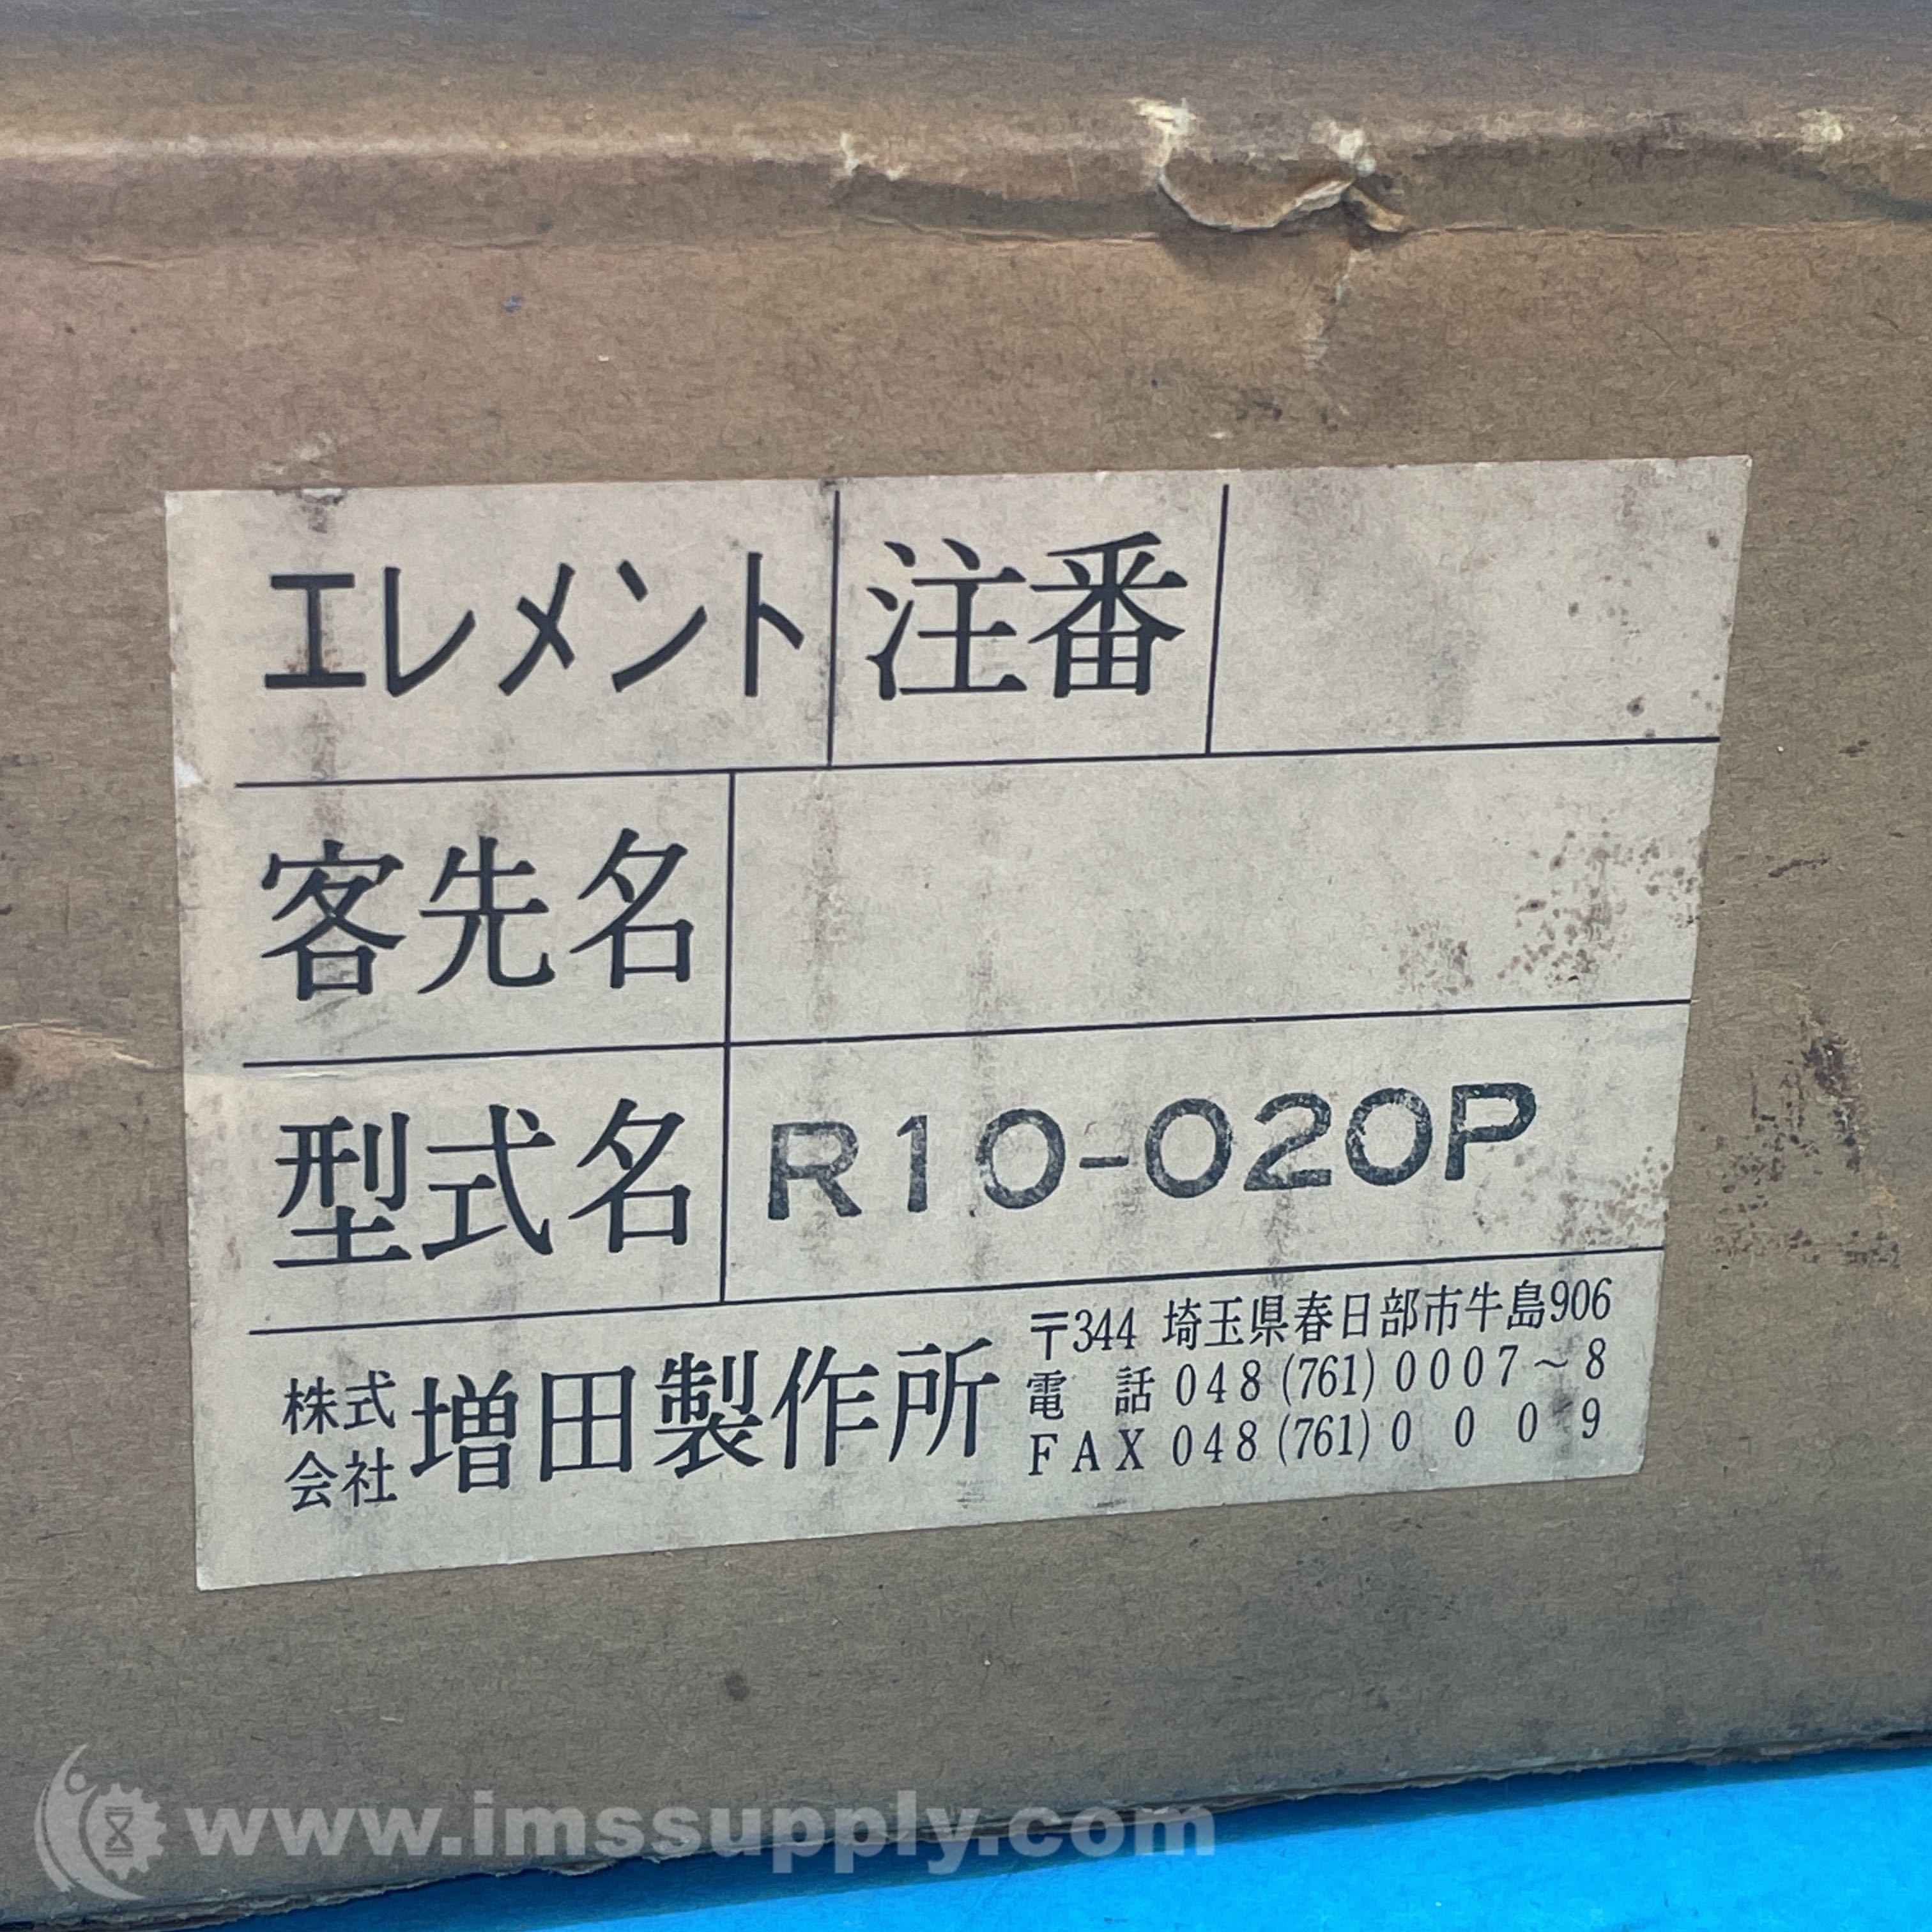 エレメント 注番
客先名
型式名 R10-020P
株式会社 増田製作所
〒344 埼玉県春日部市牛島906
電話 048(761)0007~8
FAX 048(761)0009
www.imssupply.com